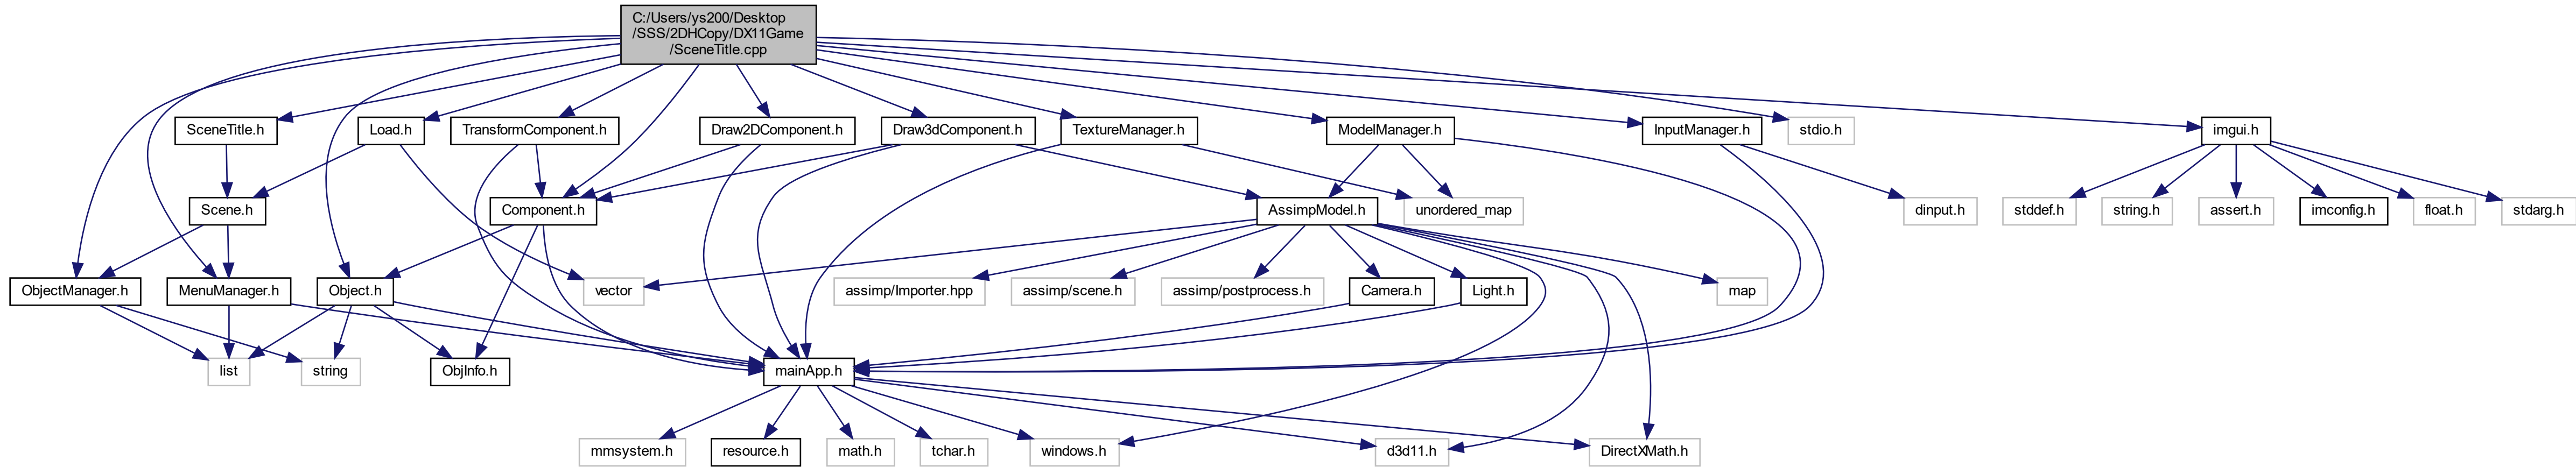 C:/Users/ys200/Desktop
/SSS/2DHCopy/DX11Game
/SceneTitle.cpp
SceneTitle.h
Load.h
TransformComponent.h
Draw2DComponent.h
Draw3dComponent.h
TextureManager.h
ModelManager.h
InputManager.h
stdio.h
imgui.h
Scene.h
Component.h
AssimpModel.h
unordered_map
dinput.h
stddef.h
string.h
assert.h
imconfig.h
float.h
stdarg.h
ObjectManager.h
MenuManager.h
Object.h
vector
assimp/Importer.hpp
assimp/scene.h
assimp/postprocess.h
Camera.h
Light.h
map
list
string
ObjInfo.h
mainApp.h
mmsystem.h
resource.h
math.h
tchar.h
windows.h
d3d11.h
DirectXMath.h